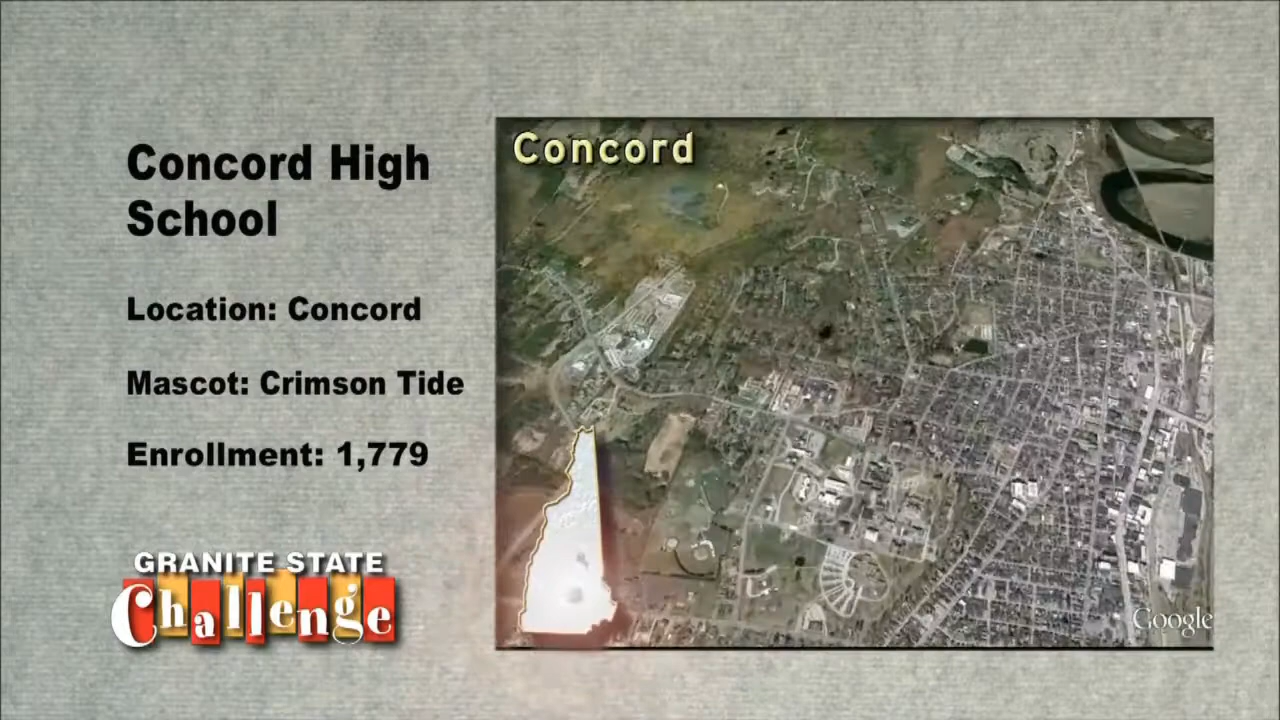 Concord High
School
Location: Concord
Mascot: Crimson Tide
Enrollment: 1,779
GRANITE STATE
Challenge
Concord
Google